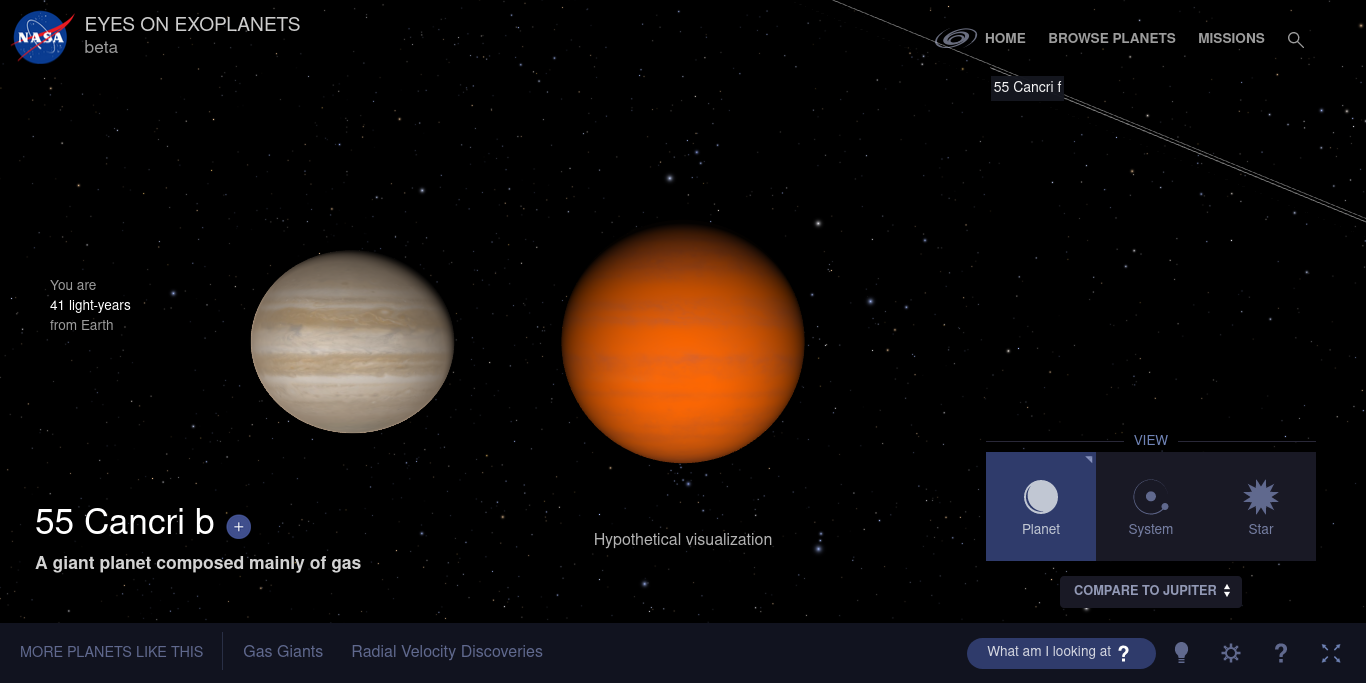 NASA
EYES ON EXOPLANETS
beta
HOME
BROWSE PLANETS
MISSIONS
55 Cancri f
You are
41 light-years
from Earth
VIEW
Planet
System
Star
55 Cancri b +
A giant planet composed mainly of gas
Hypothetical visualization
COMPARE TO JUPITER
MORE PLANETS LIKE THIS
Gas Giants
Radial Velocity Discoveries
What am I looking at ?
?